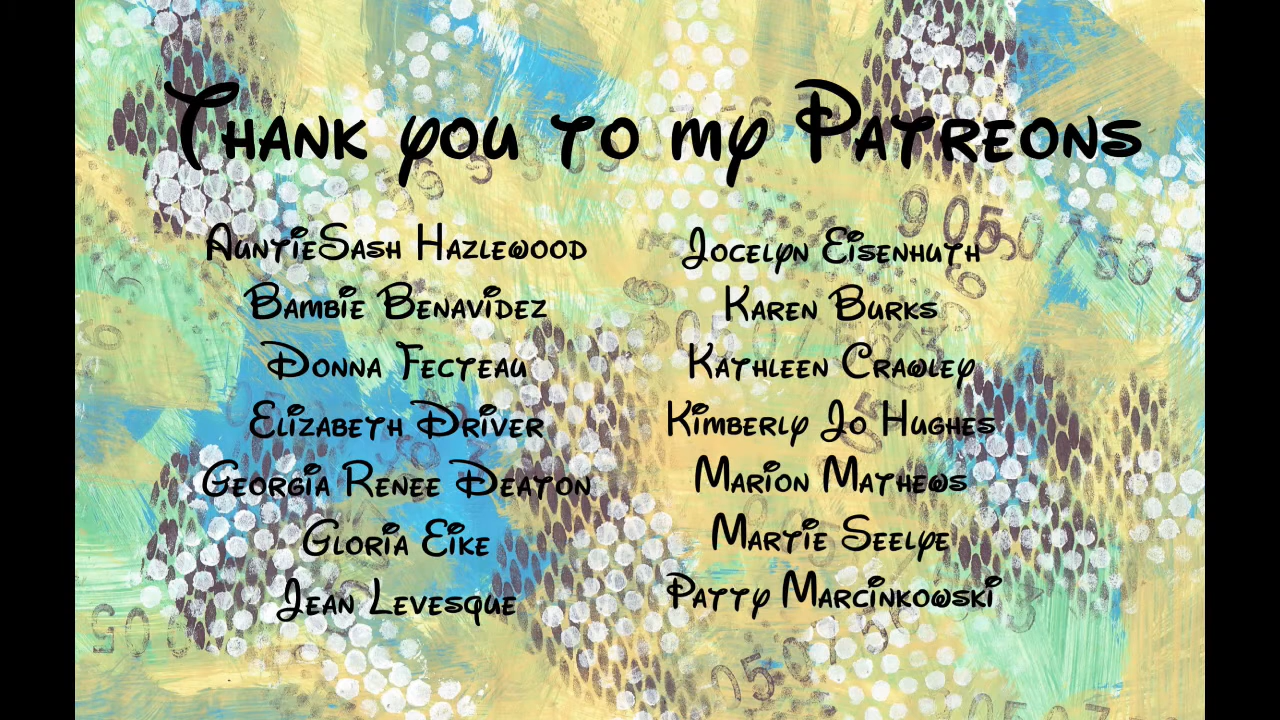 Thank you to my Patreons
AuntieSash Hazlewood
Bambie Benavidez
Donna Fecteau
Elizabeth Driver
Georgia Renee Deaton
Gloria Eike
Jean Levesque
Jocelyn Eisenhuth
Karen Burks
Kathleen Crawley
Kimberly Jo Hughes
Marion Mathews
Martie Seelye
Patty Marcinkowski